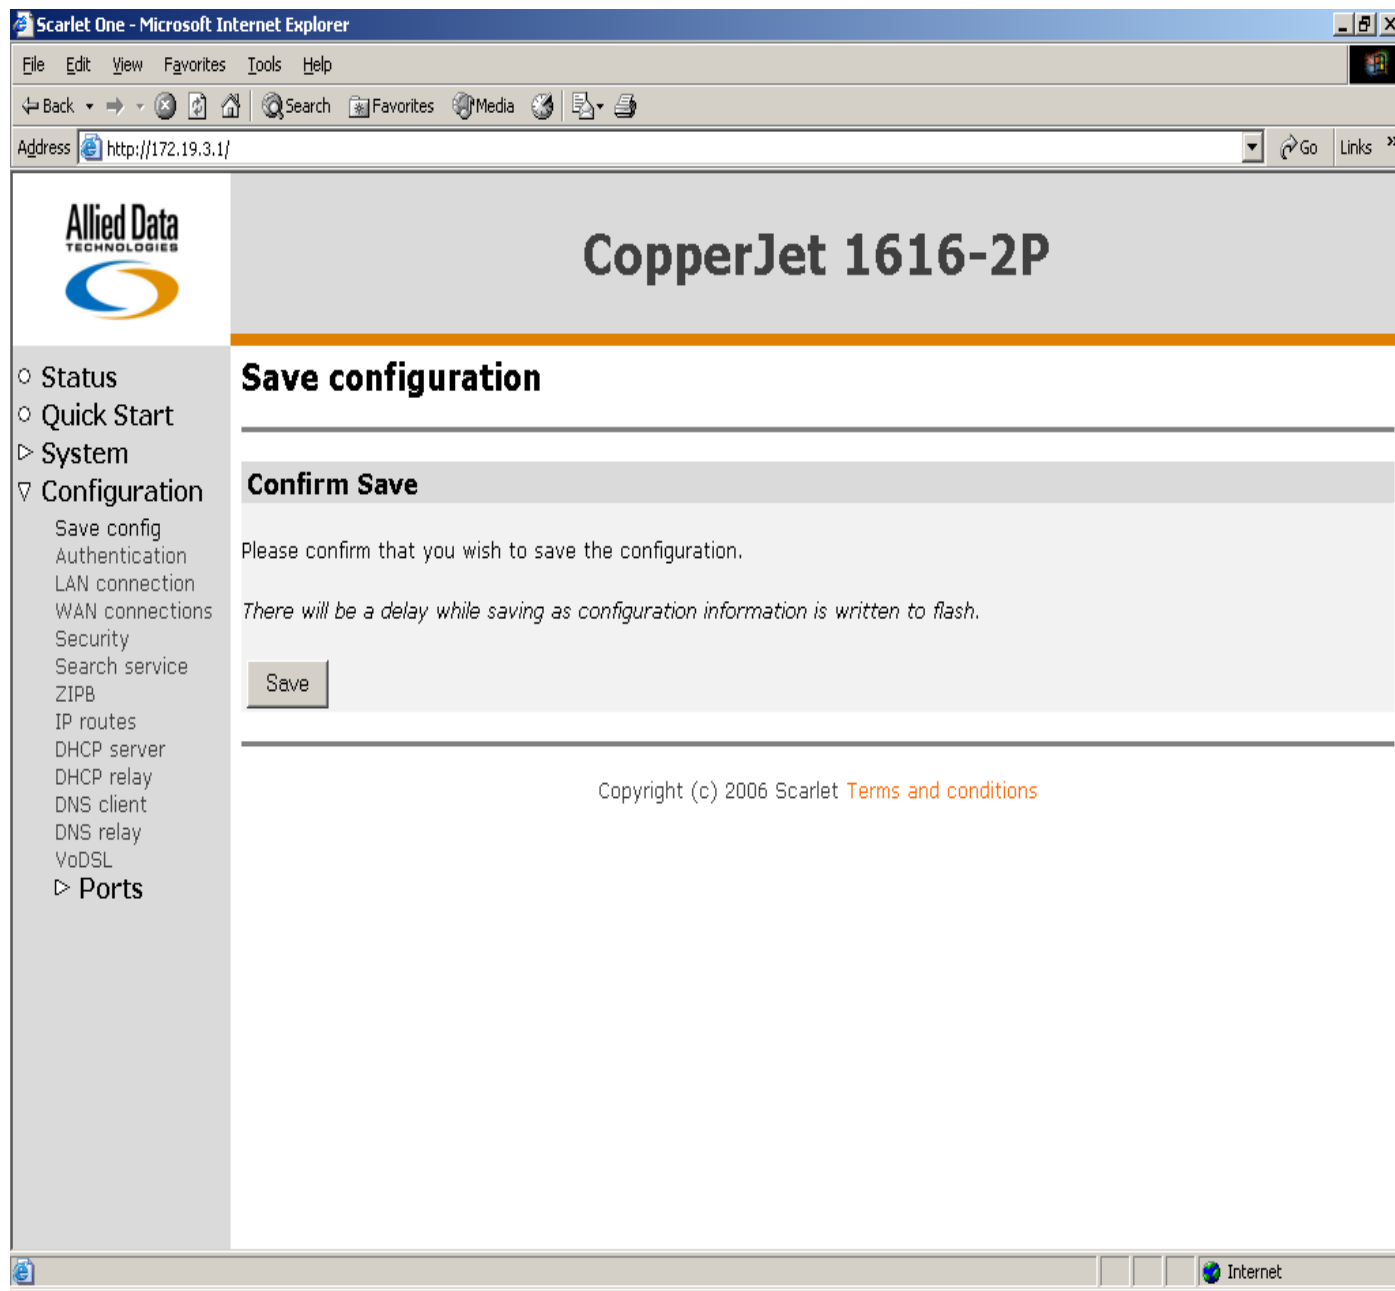 Scarlet One - Microsoft Internet Explorer
File Edit View Favorites Tools Help
Back Search Favorites Media
Address http://172.19.3.1/ Go Links »
Allied Data
TECHNOLOGIES
CopperJet 1616-2P
Status
Quick Start
System
Configuration
Save config
Authentication
LAN connection
WAN connections
Security
Search service
ZIPB
IP routes
DHCP server
DHCP relay
DNS client
DNS relay
VoDSL
Ports
Save configuration
Confirm Save
Please confirm that you wish to save the configuration.
There will be a delay while saving as configuration information is written to flash.
Save
Copyright (c) 2006 Scarlet Terms and conditions
Internet